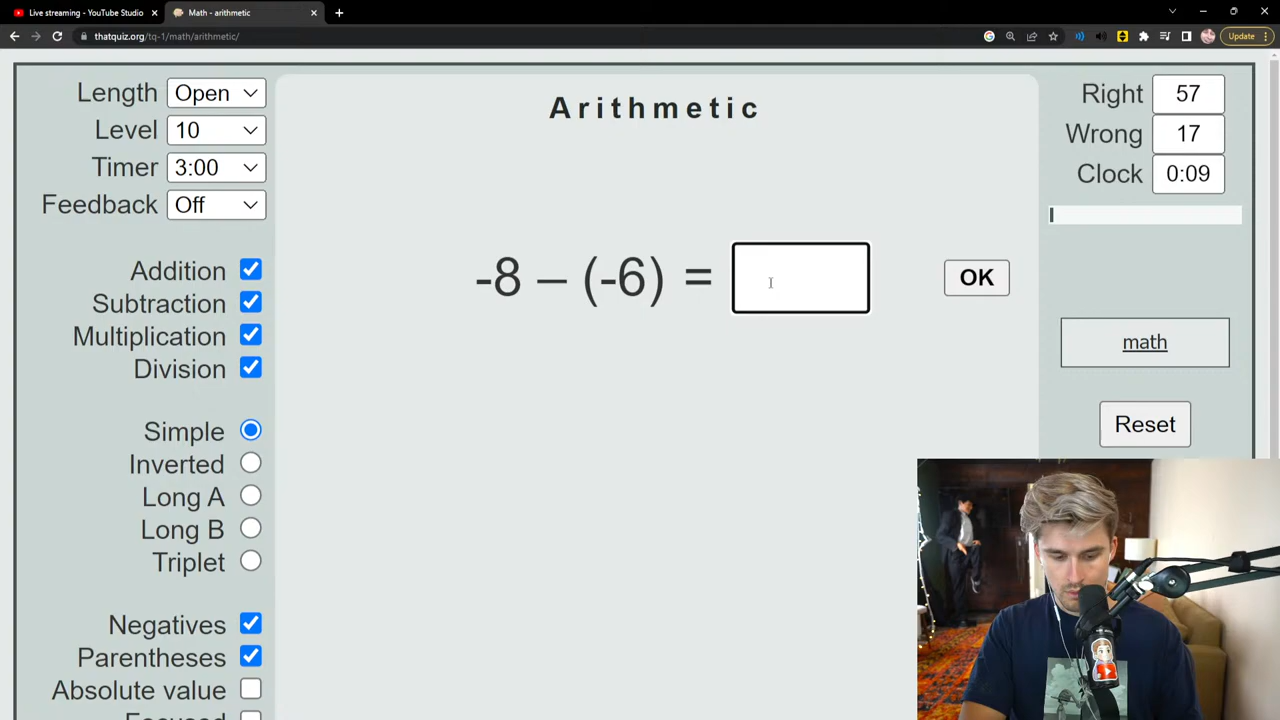 Live streaming - YouTube Studio
Math - arithmetic
thatquiz.org/tq-1/math/arithmetic/
Update
Length Open
Level 10
Timer 3:00
Feedback Off
Addition
Subtraction
Multiplication
Division
Simple
Inverted
Long A
Long B
Triplet
Negatives
Parentheses
Absolute value
Focused
Arithmetic
-8 – (-6) =
OK
Right 57
Wrong 17
Clock 0:09
math
Reset